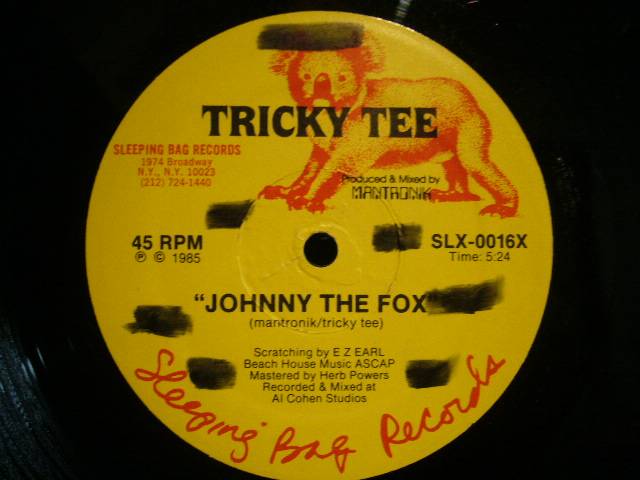 TRICKY TEE
SLEEPING BAG RECORDS
1974 Broadway
N.Y., N.Y. 10023
(212) 724-1440
Produced & Mixed by
MANTRONIK
45 RPM
Ⓟ © 1985
SLX-0016X
Time: 5:24
"JOHNNY THE FOX"
(mantronik/tricky tee)
Scratching by E Z EARL
Beach House Music ASCAP
Mastered by Herb Powers
Recorded & Mixed at
Al Cohen Studios
Sleeping Bag Records